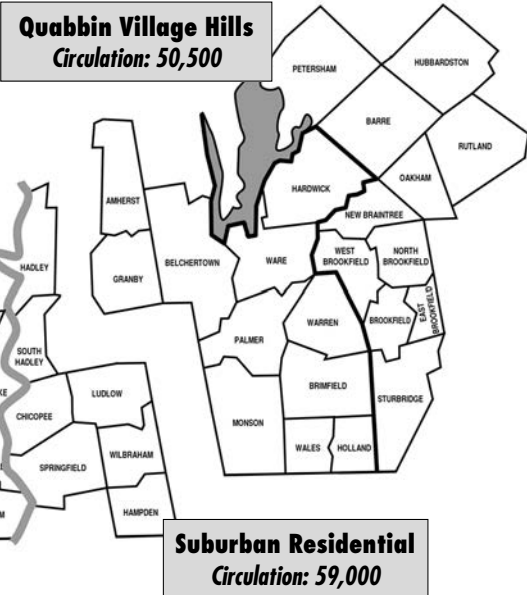 Quabbin Village Hills
Circulation: 50,500
PETERSHAM
HUBBARDSTON
BARRE
RUTLAND
OAKHAM
HARDWICK
AMHERST
NEW BRAINTREE
HADLEY
BELCHERTOWN
WARE
WEST
BROOKFIELD
NORTH
BROOKFIELD
GRANBY
EAST
BROOKFIELD
BROOKFIELD
WARREN
PALMER
SOUTH
HADLEY
BRIMFIELD
STURBRIDGE
LUDLOW
CHICOPEE
MONSON
WALES
HOLLAND
WILBRAHAM
SPRINGFIELD
HAMPDEN
Suburban Residential
Circulation: 59,000